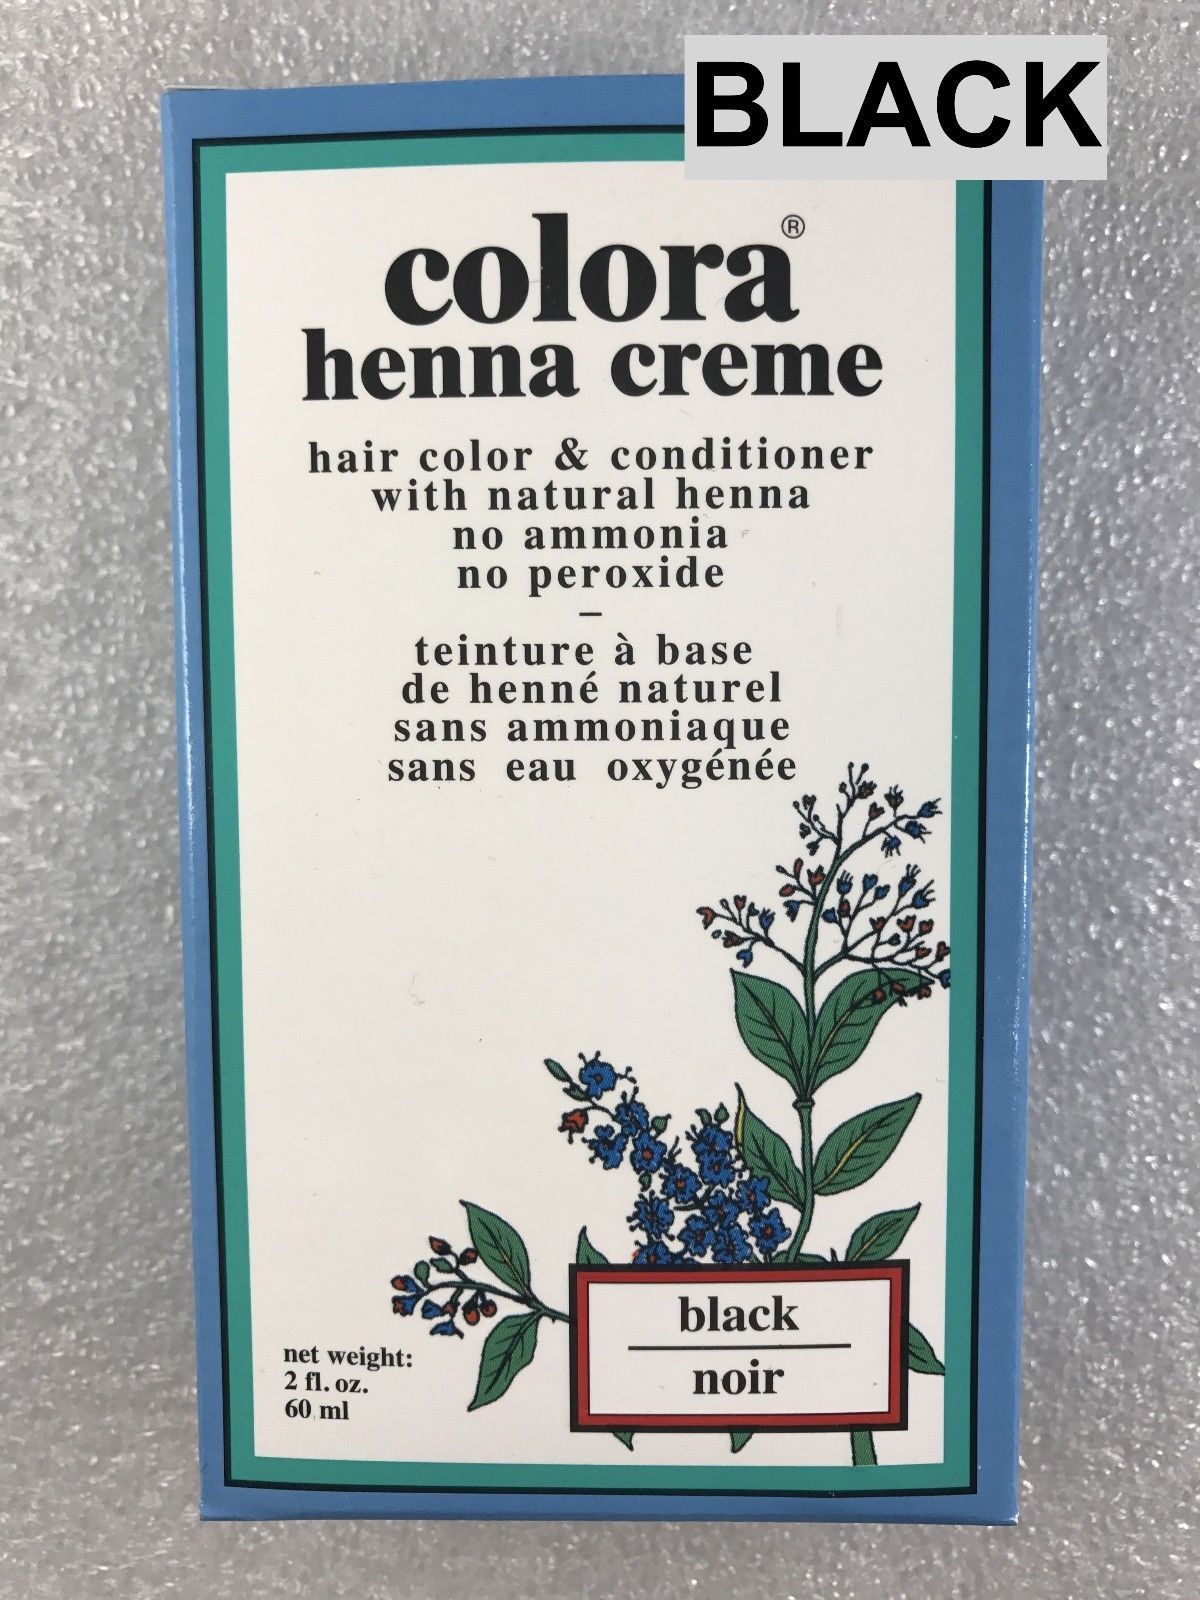 BLACK
colora®
henna creme
hair color & conditioner
with natural henna
no ammonia
no peroxide
–
teinture à base
de henné naturel
sans ammoniaque
sans eau oxygénée
black
noir
net weight:
2 fl. oz.
60 ml